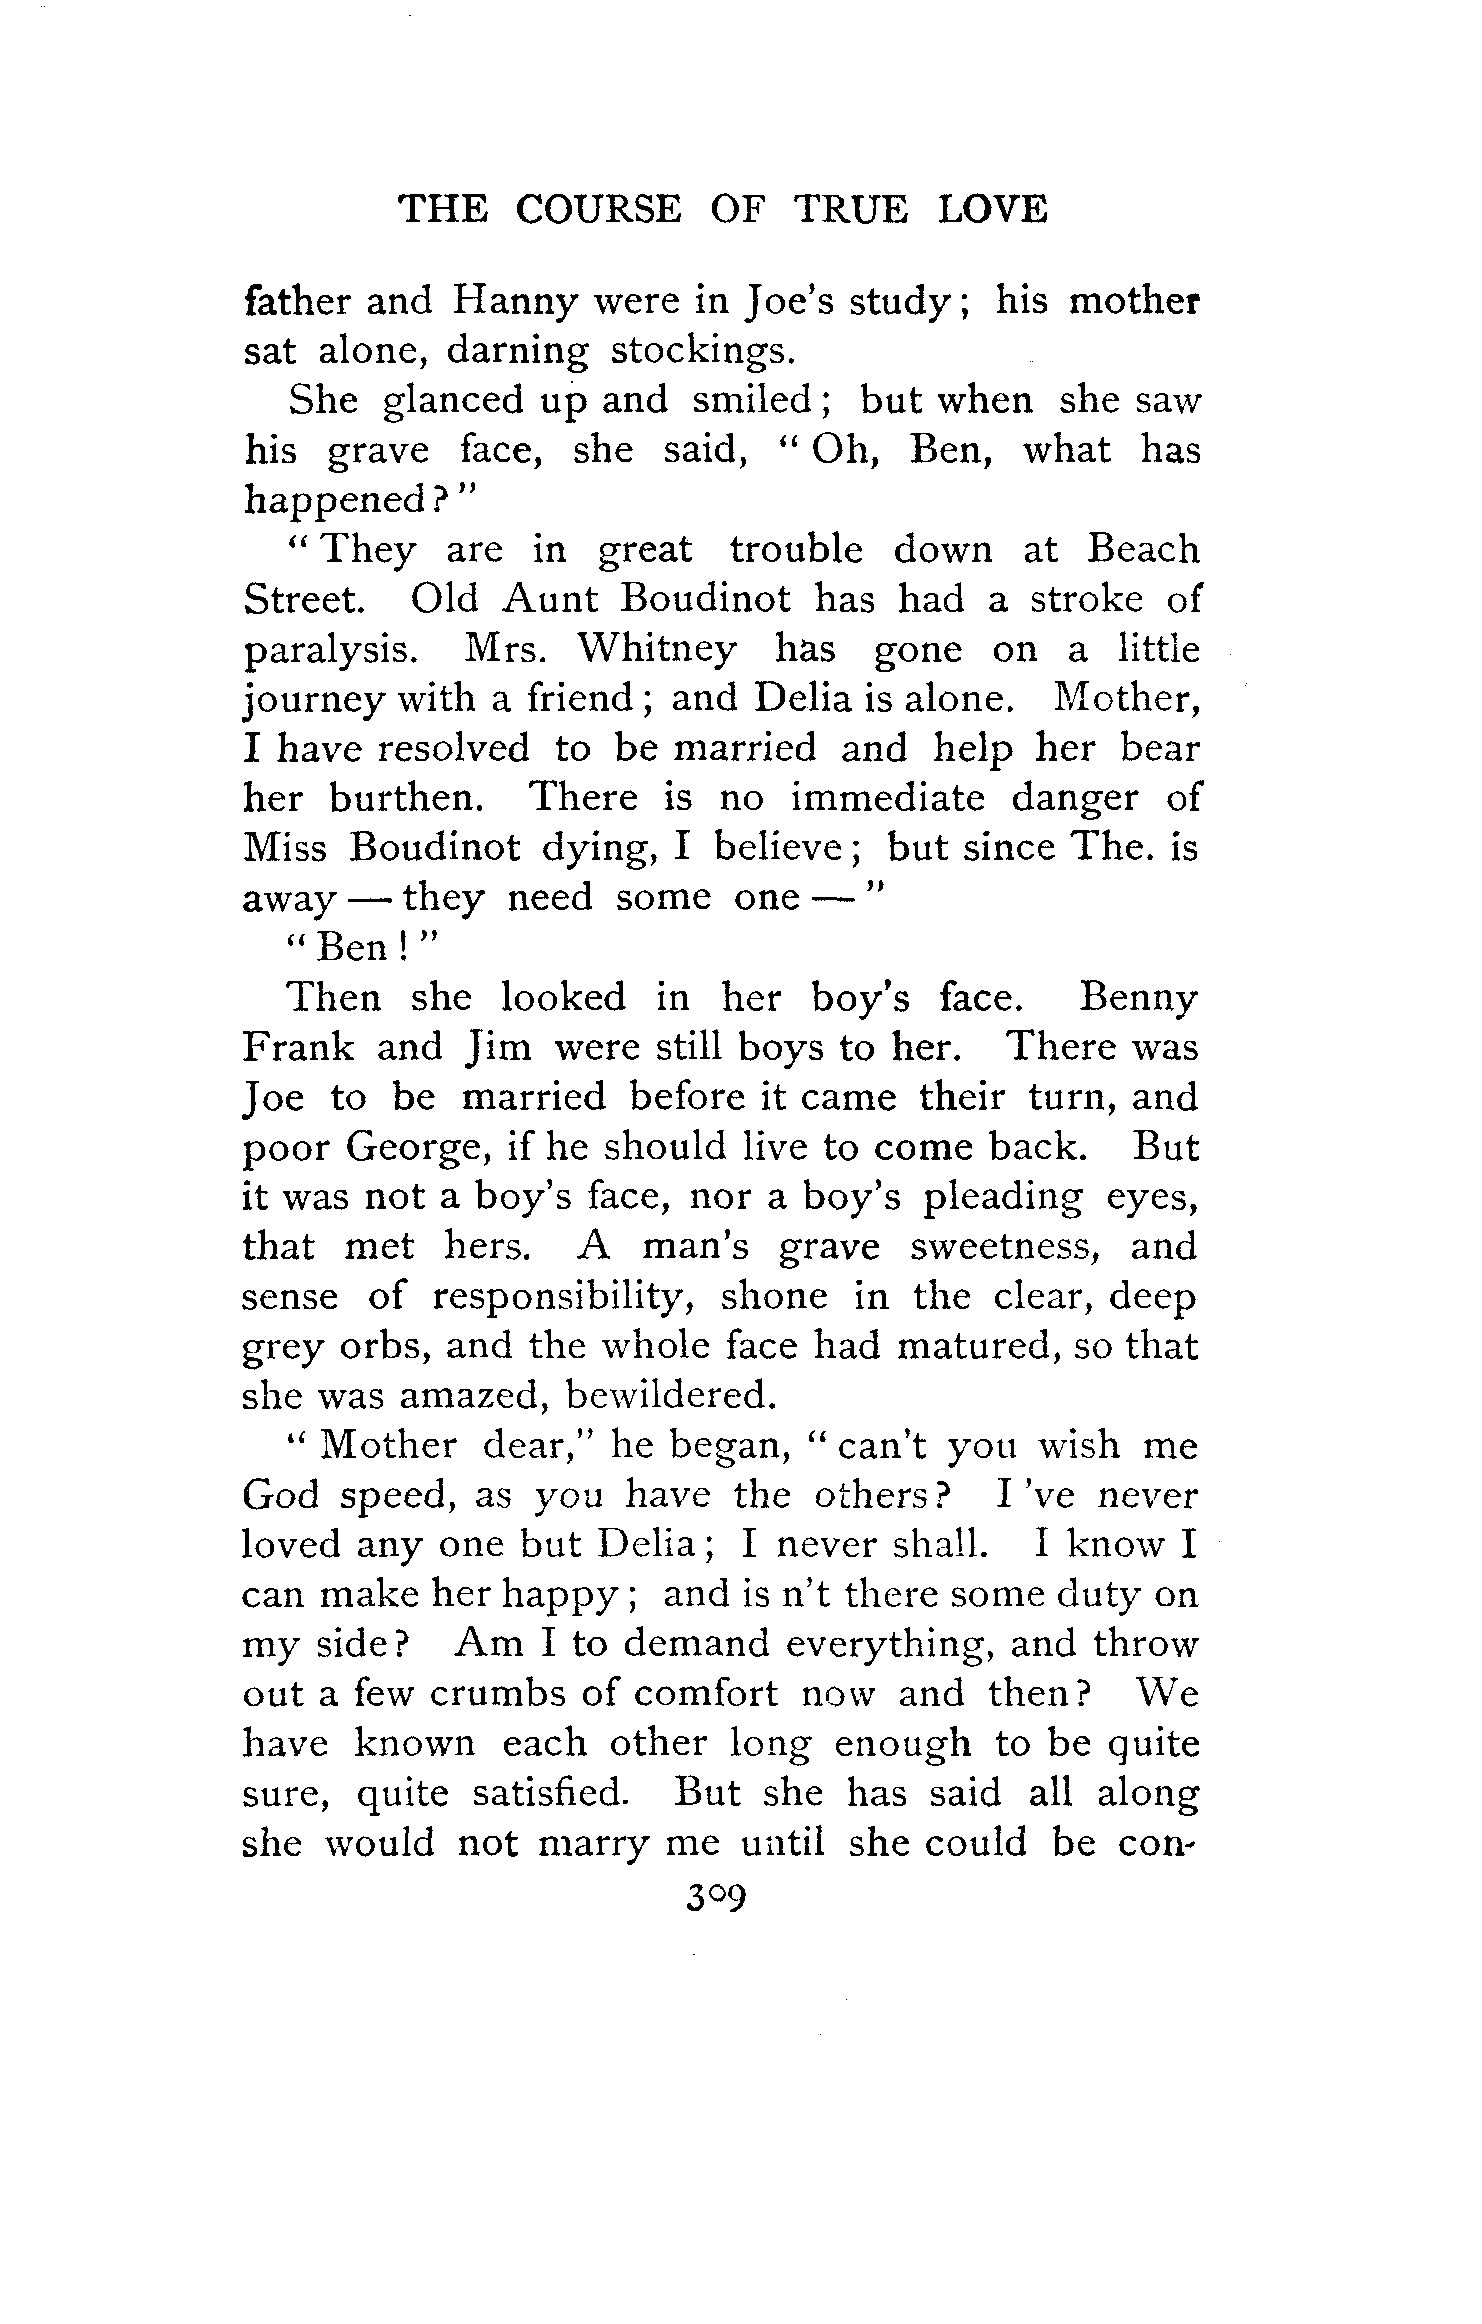 THE COURSE OF TRUE LOVE
father and Hanny were in Joe's study; his mother
sat alone, darning stockings.
She glanced up and smiled; but when she saw
his grave face, she said, "Oh, Ben, what has
happened?"
"They are in great trouble down at Beach
Street. Old Aunt Boudinot has had a stroke of
paralysis. Mrs. Whitney has gone on a little
journey with a friend; and Delia is alone. Mother,
I have resolved to be married and help her bear
her burthen. There is no immediate danger of
Miss Boudinot dying, I believe; but since The. is
away — they need some one — "
"Ben!"
Then she looked in her boy's face. Benny
Frank and Jim were still boys to her. There was
Joe to be married before it came their turn, and
poor George, if he should live to come back. But
it was not a boy's face, nor a boy's pleading eyes,
that met hers. A man's grave sweetness, and
sense of responsibility, shone in the clear, deep
grey orbs, and the whole face had matured, so that
she was amazed, bewildered.
"Mother dear," he began, "can't you wish me
God speed, as you have the others? I 've never
loved any one but Delia; I never shall. I know I
can make her happy; and is n't there some duty on
my side? Am I to demand everything, and throw
out a few crumbs of comfort now and then? We
have known each other long enough to be quite
sure, quite satisfied. But she has said all along
she would not marry me until she could be con-
309